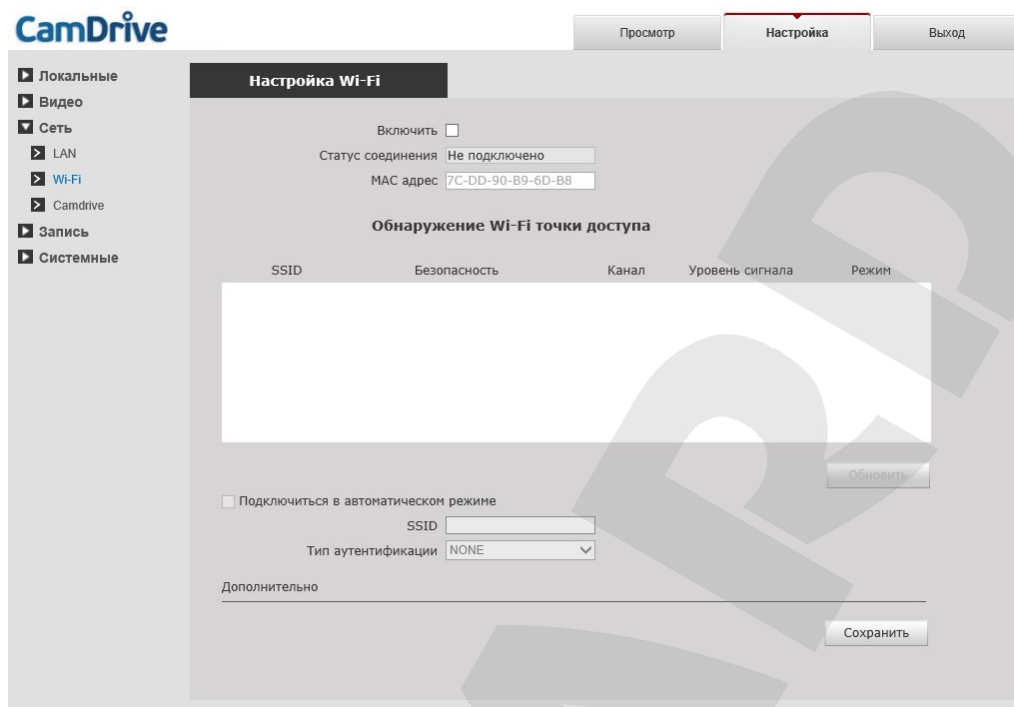 CamDrive
Просмотр
Настройка
Выход
Локальные
Видео
Сеть
LAN
Wi-Fi
Camdrive
Запись
Системные
Настройка Wi-Fi
Включить
Статус соединения Не подключено
MAC адрес 7C-DD-90-B9-6D-B8
Обнаружение Wi-Fi точки доступа
SSID Безопасность Канал Уровень сигнала Режим
Обновить
Подключиться в автоматическом режиме
SSID
Тип аутентификации NONE
Дополнительно
Сохранить